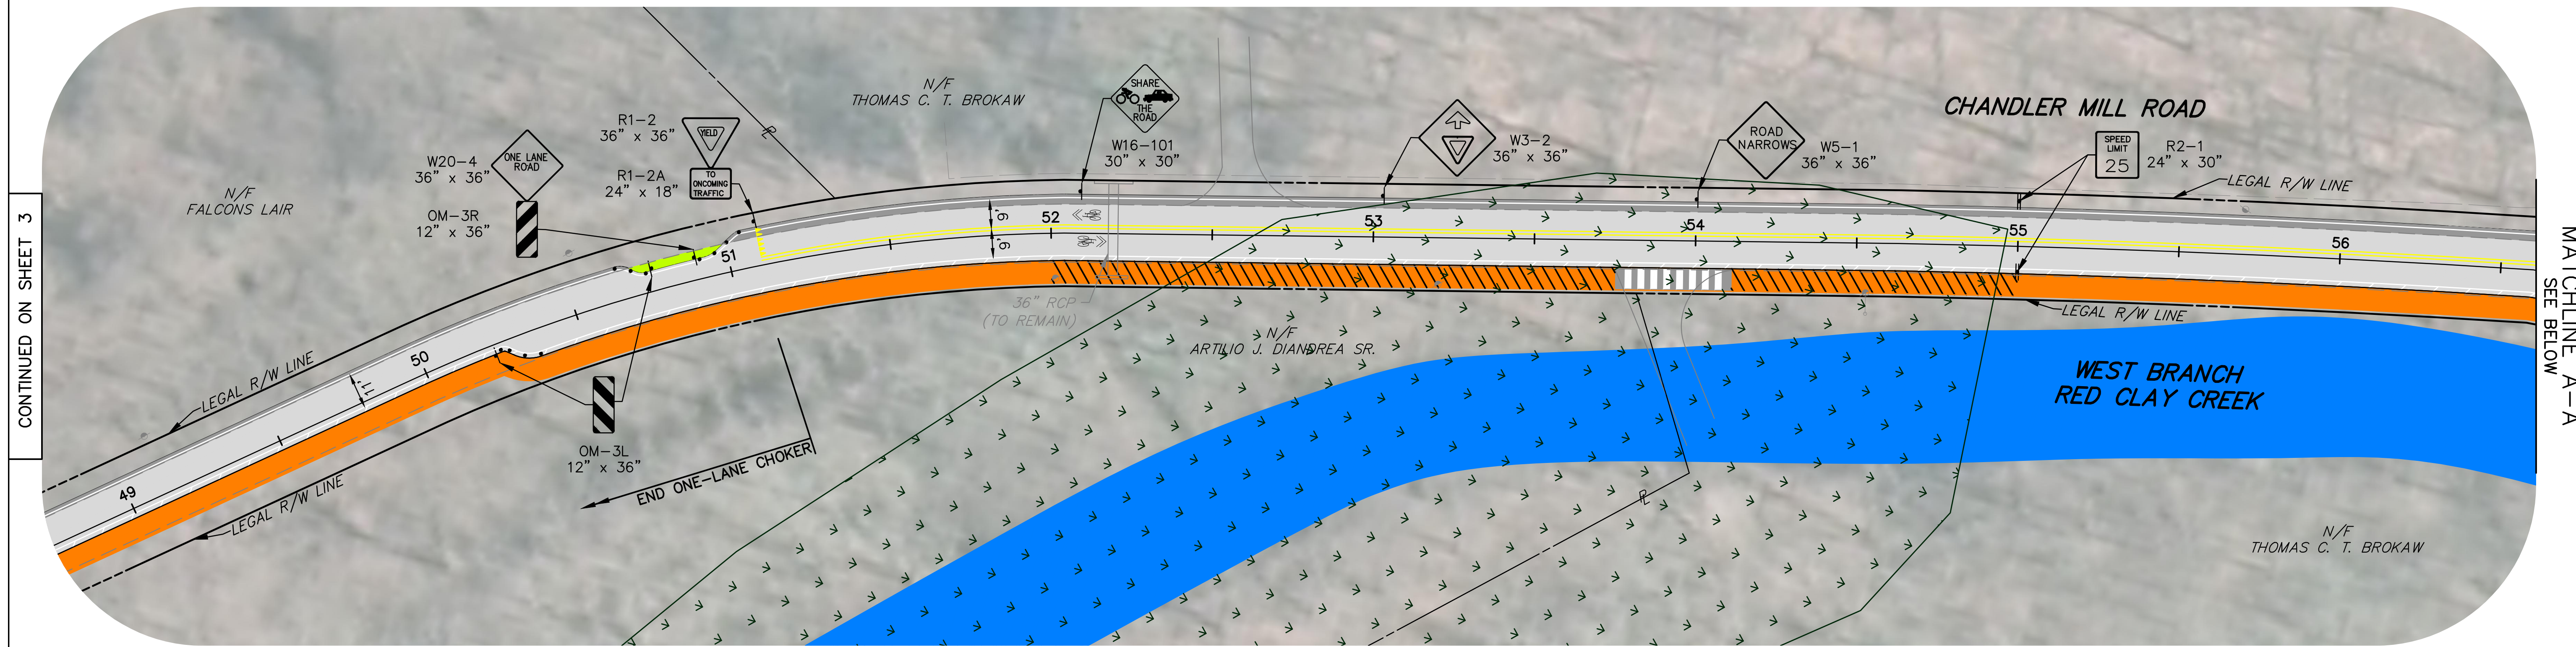 CONTINUED ON SHEET 3
N/F
FALCONS LAIR
W20-4
36" x 36"
ONE LANE
ROAD
OM-3R
12" x 36"
R1-2
36" x 36"
YIELD
R1-2A
24" x 18"
TO
ONCOMING
TRAFFIC
PL
N/F
THOMAS C. T. BROKAW
SHARE
THE
ROAD
W16-101
30" x 30"
W3-2
36" x 36"
ROAD
NARROWS
W5-1
36" x 36"
CHANDLER MILL ROAD
SPEED
LIMIT
25
R2-1
24" x 30"
LEGAL R/W LINE
49
50
51
52
53
54
55
56
11'
9'
9'
LEGAL R/W LINE
LEGAL R/W LINE
OM-3L
12" x 36"
END ONE-LANE CHOKER
36" RCP
(TO REMAIN)
N/F
ARTILIO J. DIANDREA SR.
PL
LEGAL R/W LINE
WEST BRANCH
RED CLAY CREEK
N/F
THOMAS C. T. BROKAW
MATCHLINE A-A
SEE BELOW